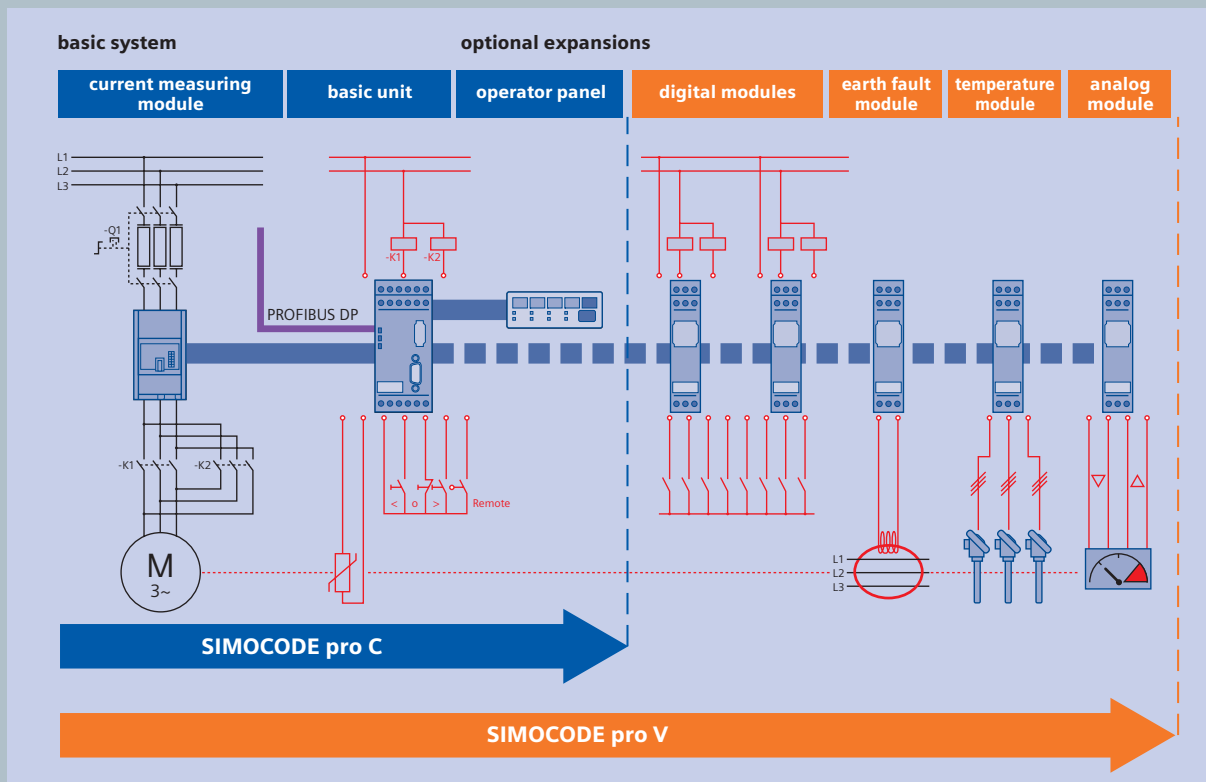 basic system
optional expansions
current measuring
module
basic unit
operator panel
digital modules
earth fault
module
temperature
module
analog
module
L1
L2
L3
-Q1
-K1
-K2
PROFIBUS DP
-K1
-K2
< o >
Remote
M
3~
L1
L2
L3
SIMOCODE pro C
SIMOCODE pro V